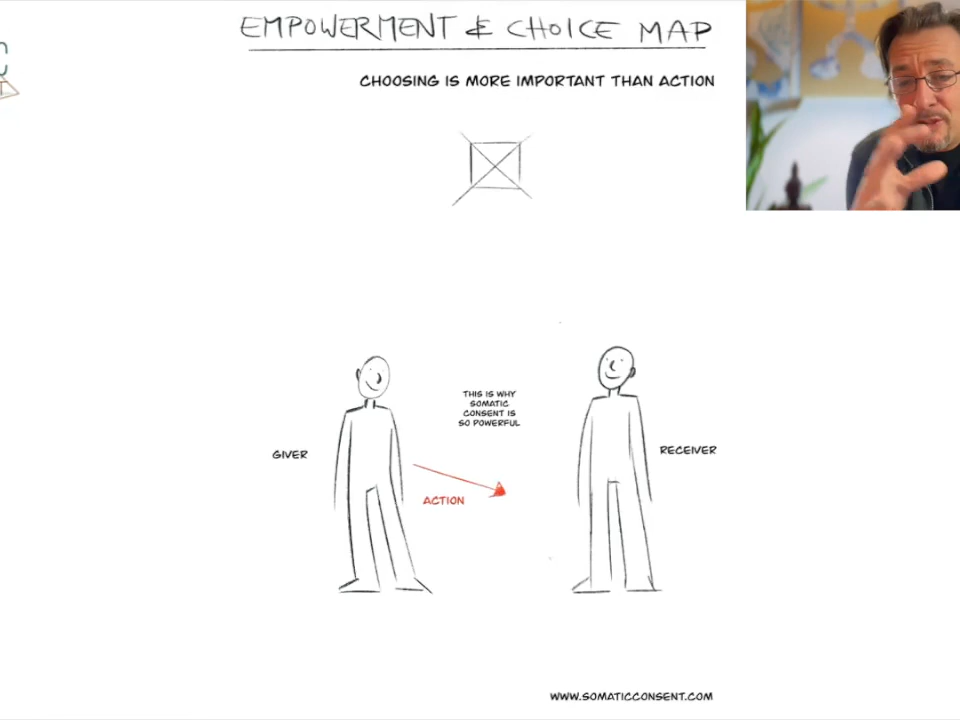 EMPOWERMENT & CHOICE MAP
CHOOSING IS MORE IMPORTANT THAN ACTION
THIS IS WHY
SOMATIC
CONSENT IS
SO POWERFUL
GIVER
RECEIVER
ACTION
WWW.SOMATICCONSENT.COM